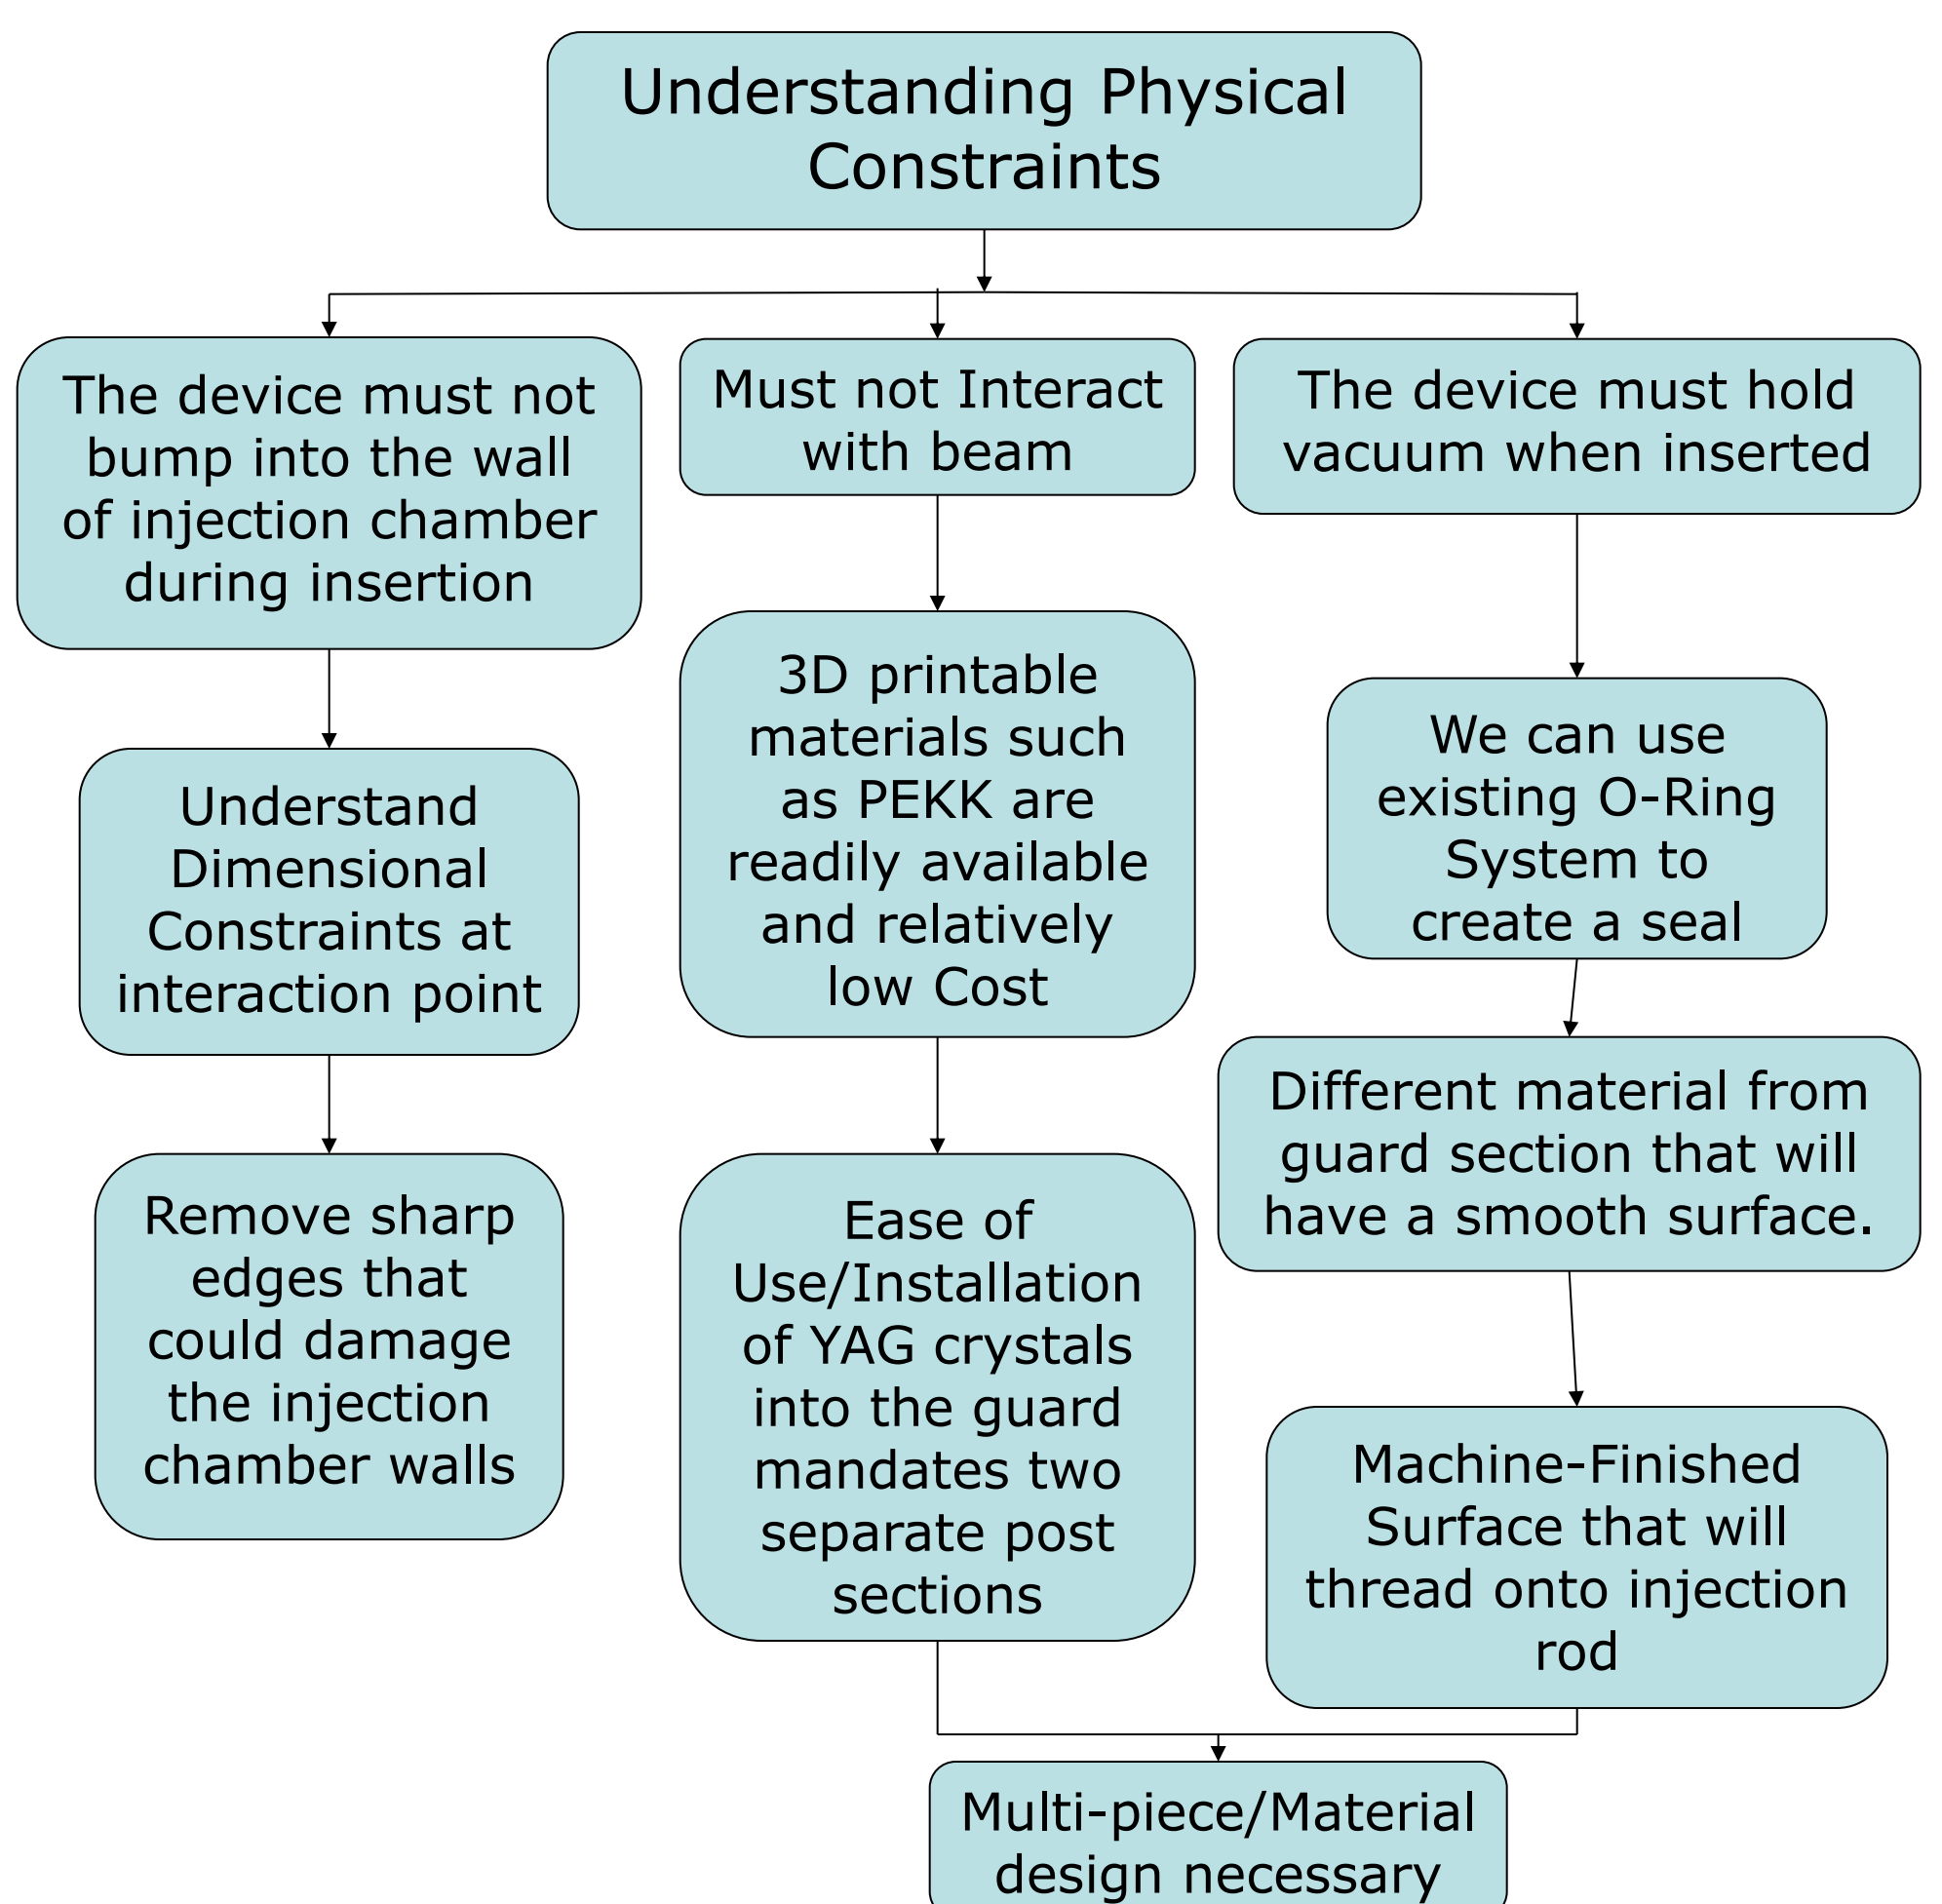 Understanding Physical
Constraints
The device must not
bump into the wall
of injection chamber
during insertion
Must not Interact
with beam
The device must hold
vacuum when inserted
Understand
Dimensional
Constraints at
interaction point
3D printable
materials such
as PEKK are
readily available
and relatively
low Cost
We can use
existing O-Ring
System to
create a seal
Different material from
guard section that will
have a smooth surface.
Remove sharp
edges that
could damage
the injection
chamber walls
Ease of
Use/Installation
of YAG crystals
into the guard
mandates two
separate post
sections
Machine-Finished
Surface that will
thread onto injection
rod
Multi-piece/Material
design necessary